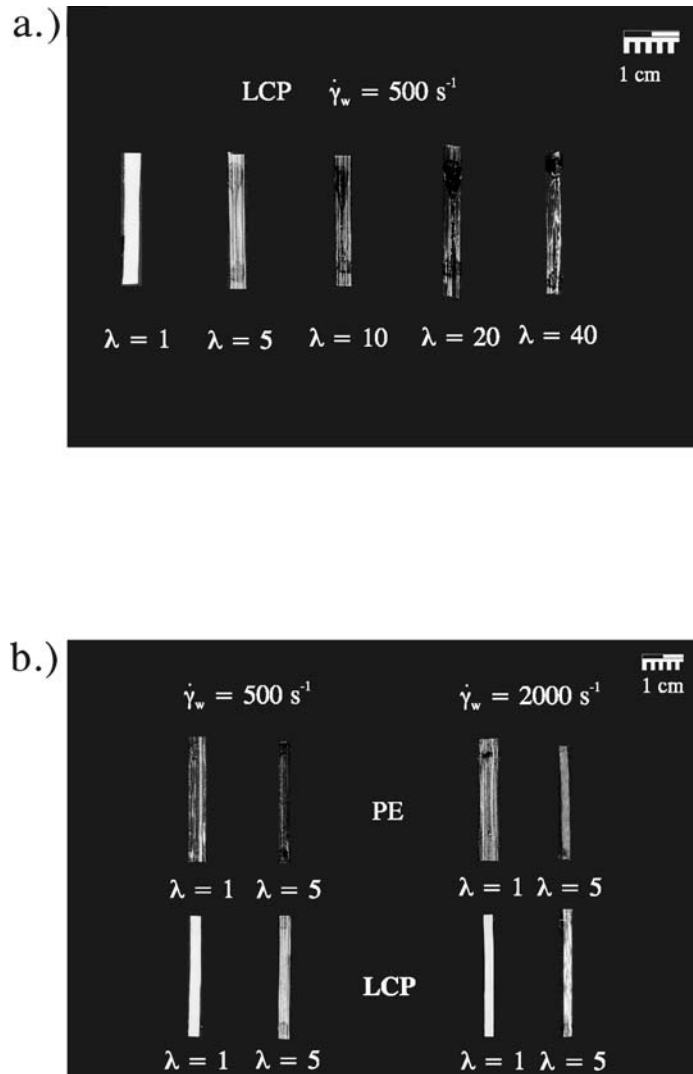 a.)
1 cm
LCP γ̇w = 500 s⁻¹
λ = 1 λ = 5 λ = 10 λ = 20 λ = 40
b.)
1 cm
γ̇w = 500 s⁻¹ γ̇w = 2000 s⁻¹
PE
λ = 1 λ = 5 λ = 1 λ = 5
LCP
λ = 1 λ = 5 λ = 1 λ = 5